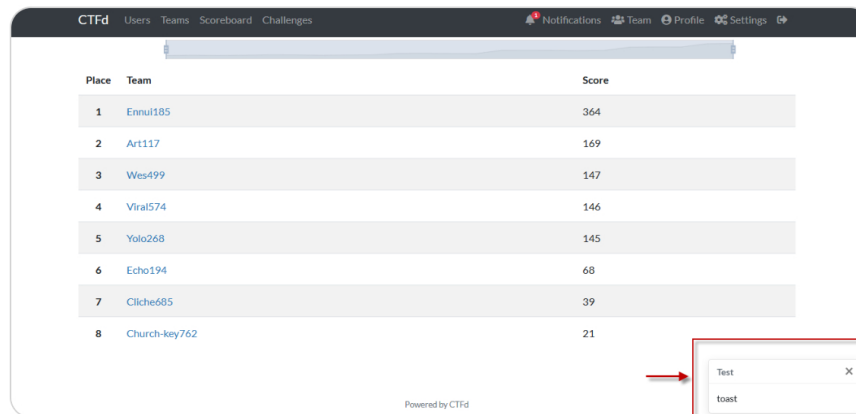 CTFd Users Teams Scoreboard Challenges 1 Notifications Team Profile Settings
Place Team Score
1 Ennui185 364
2 Art117 169
3 Wes499 147
4 Viral574 146
5 Yolo268 145
6 Echo194 68
7 Cliche685 39
8 Church-key762 21
Test ×
toast
Powered by CTFd